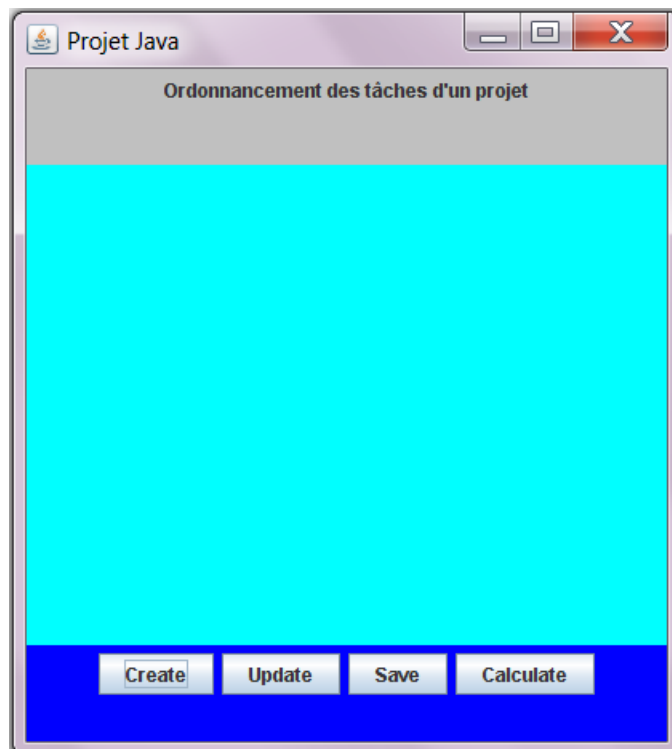 Projet Java
Ordonnancement des tâches d'un projet
Create Update Save Calculate